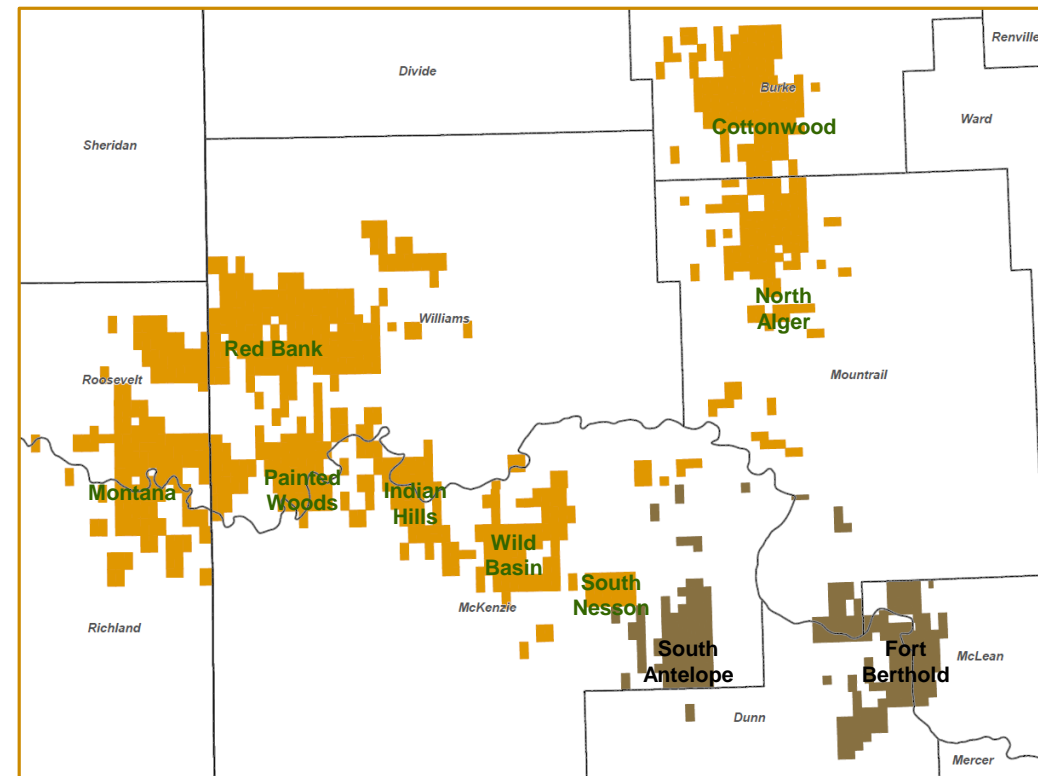 Renville
Divide
Burke
Ward
Cottonwood
Sheridan
North
Alger
Williams
Red Bank
Mountrail
Roosevelt
Painted
Woods
Montana
Indian
Hills
Wild
Basin
South
Nesson
McKenzie
Richland
South
Antelope
Fort
Berthold
McLean
Dunn
Mercer